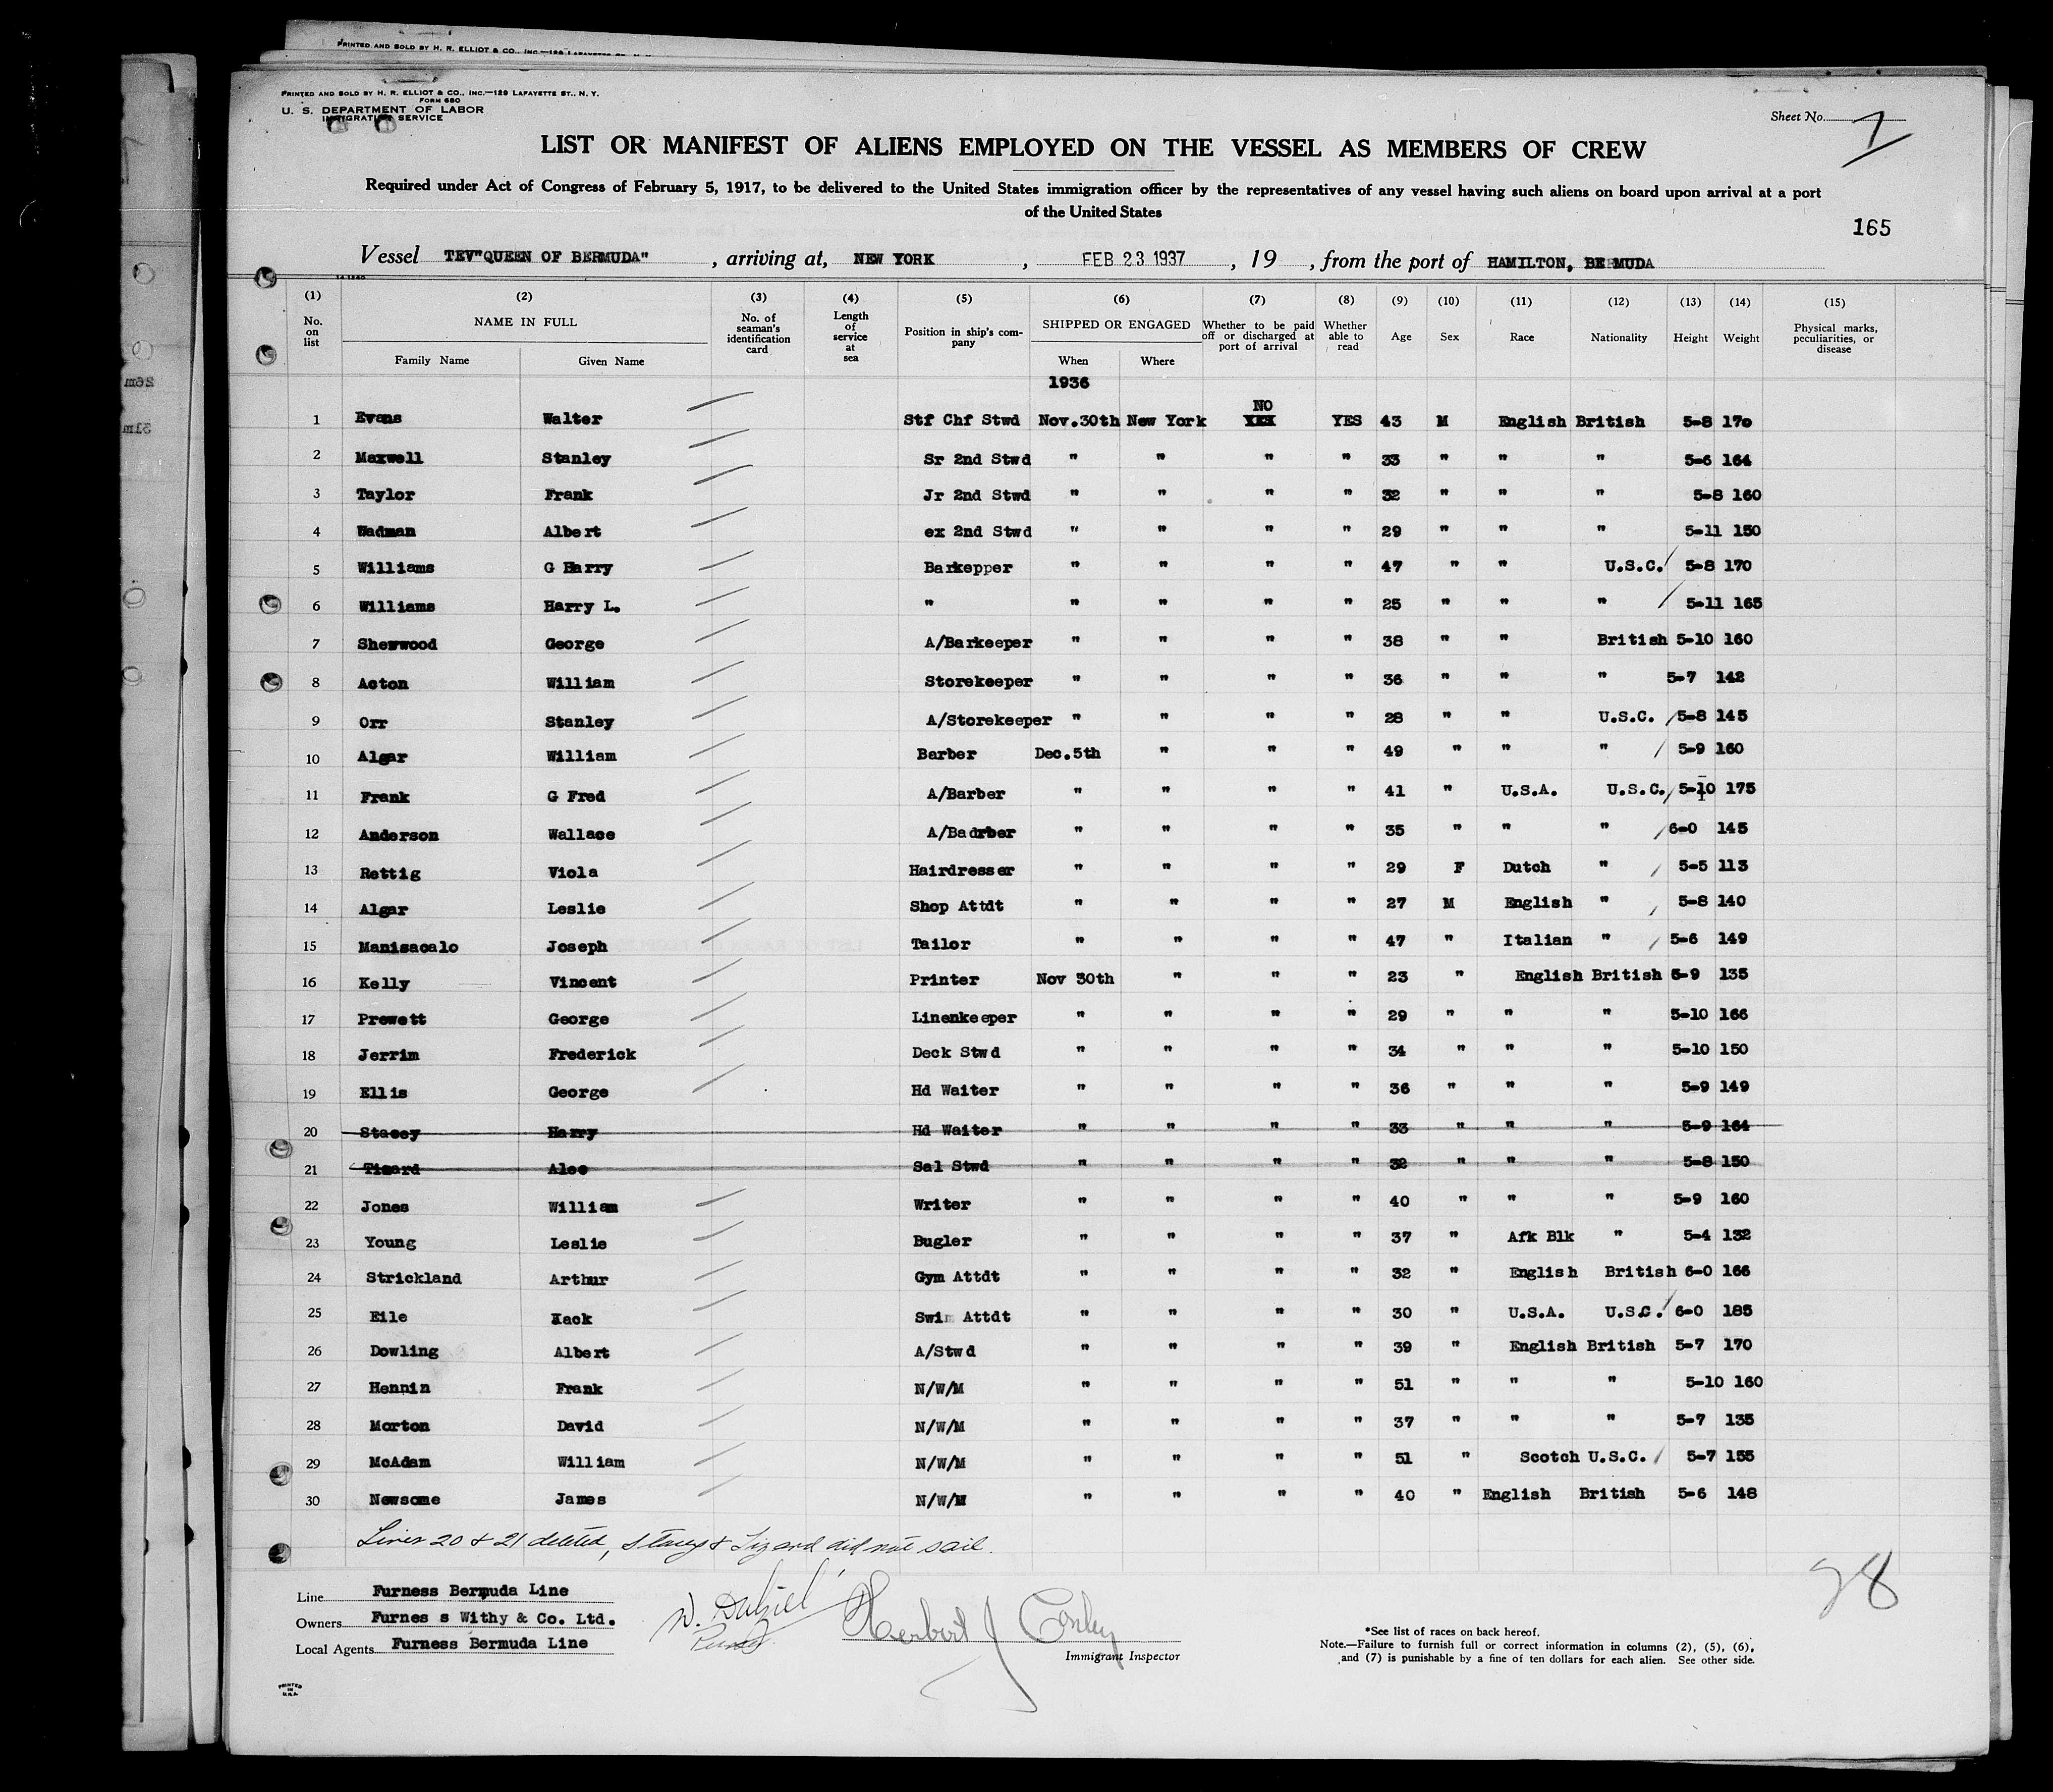 PRINTED AND SOLD BY H. R. ELLIOT & CO., INC.—129 LAFAYETTE ST., N. Y.
FORM 680
U. S. DEPARTMENT OF LABOR
IMMIGRATION SERVICE
Sheet No. 7
LIST OR MANIFEST OF ALIENS EMPLOYED ON THE VESSEL AS MEMBERS OF CREW
Required under Act of Congress of February 5, 1917, to be delivered to the United States immigration officer by the representatives of any vessel having such aliens on board upon arrival at a port
of the United States
165
Vessel TEV"QUEEN OF BERMUDA" , arriving at, NEW YORK , FEB 23 1937 , 19 , from the port of HAMILTON, BERMUDA
(1) No. on list (2) NAME IN FULL Family Name Given Name (3) No. of seaman's identification card (4) Length of service at sea (5) Position in ship's company (6) SHIPPED OR ENGAGED When Where (7) Whether to be paid off or discharged at port of arrival (8) Whether able to read (9) Age (10) Sex (11) Race (12) Nationality (13) Height (14) Weight (15) Physical marks, peculiarities, or disease
1936
NO
1 Evans Walter Stf Chf Stwd Nov.30th New York YES YES 43 M English British 5-8 170
2 Maxwell Stanley Sr 2nd Stwd " " " " 33 " " " 5-6 164
3 Taylor Frank Jr 2nd Stwd " " " " 32 " " " 5-8 160
4 Wadman Albert ex 2nd Stwd " " " " 29 " " " 5-11 150
5 Williams G Harry Barkepper " " " " 47 " " U.S.C. 5-8 170
6 Williams Harry L. " " " " " 25 " " " 5-11 165
7 Sherwood George A/Barkeeper " " " " 38 " " British 5-10 160
8 Acton William Storekeeper " " " " 36 " " " 5-7 142
9 Orr Stanley A/Storekeeper " " " " 28 " " U.S.C. 5-8 145
10 Algar William Barber Dec.5th " " " 49 " " " 5-9 160
11 Frank G Fred A/Barber " " " " 41 " U.S.A. U.S.C. 5-10 175
12 Anderson Wallace A/Badrber " " " " 35 " " " 6-0 145
13 Rettig Viola Hairdresser " " " " 29 F Dutch " 5-5 113
14 Algar Leslie Shop Attdt " " " " 27 M English " 5-8 140
15 Manisacalo Joseph Tailor " " " " 47 " Italian " 5-6 149
16 Kelly Vincent Printer Nov 30th " " " 23 " English British 5-9 135
17 Prewett George Linenkeeper " " " " 29 " " " 5-10 166
18 Jerrim Frederick Deck Stwd " " " " 34 " " " 5-10 150
19 Ellis George Hd Waiter " " " " 36 " " " 5-9 149
20 Stacey Harry Hd Waiter " " " " 33 " " " 5-9 164
21 Tizard Alec Sal Stwd " " " " 32 " " " 5-8 150
22 Jones William Writer " " " " 40 " " " 5-9 160
23 Young Leslie Bugler " " " " 37 " Afk Blk " 5-4 132
24 Strickland Arthur Gym Attdt " " " " 32 " English British 6-0 166
25 Eile Hack Swim Attdt " " " " 30 " U.S.A. U.S.C. 6-0 185
26 Dowling Albert A/Stwd " " " " 39 " English British 5-7 170
27 Hennin Frank N/W/M " " " " 51 " " " 5-10 160
28 Morton David N/W/M " " " " 37 " " " 5-7 135
29 McAdam William N/W/M " " " " 51 " Scotch U.S.C. 5-7 155
30 Newsome James N/W/M " " " " 40 " English British 5-6 148
Lines 20 & 21 deleted, Stacey & Tizard did not sail.
28
Line Furness Bermuda Line
Owners Furnes s Withy & Co. Ltd.
Local Agents Furness Bermuda Line
Herbert J Conley
Immigrant Inspector
*See list of races on back hereof.
Note.—Failure to furnish full or correct information in columns (2), (5), (6),
and (7) is punishable by a fine of ten dollars for each alien. See other side.
PRINTED
IN
U.S.A.